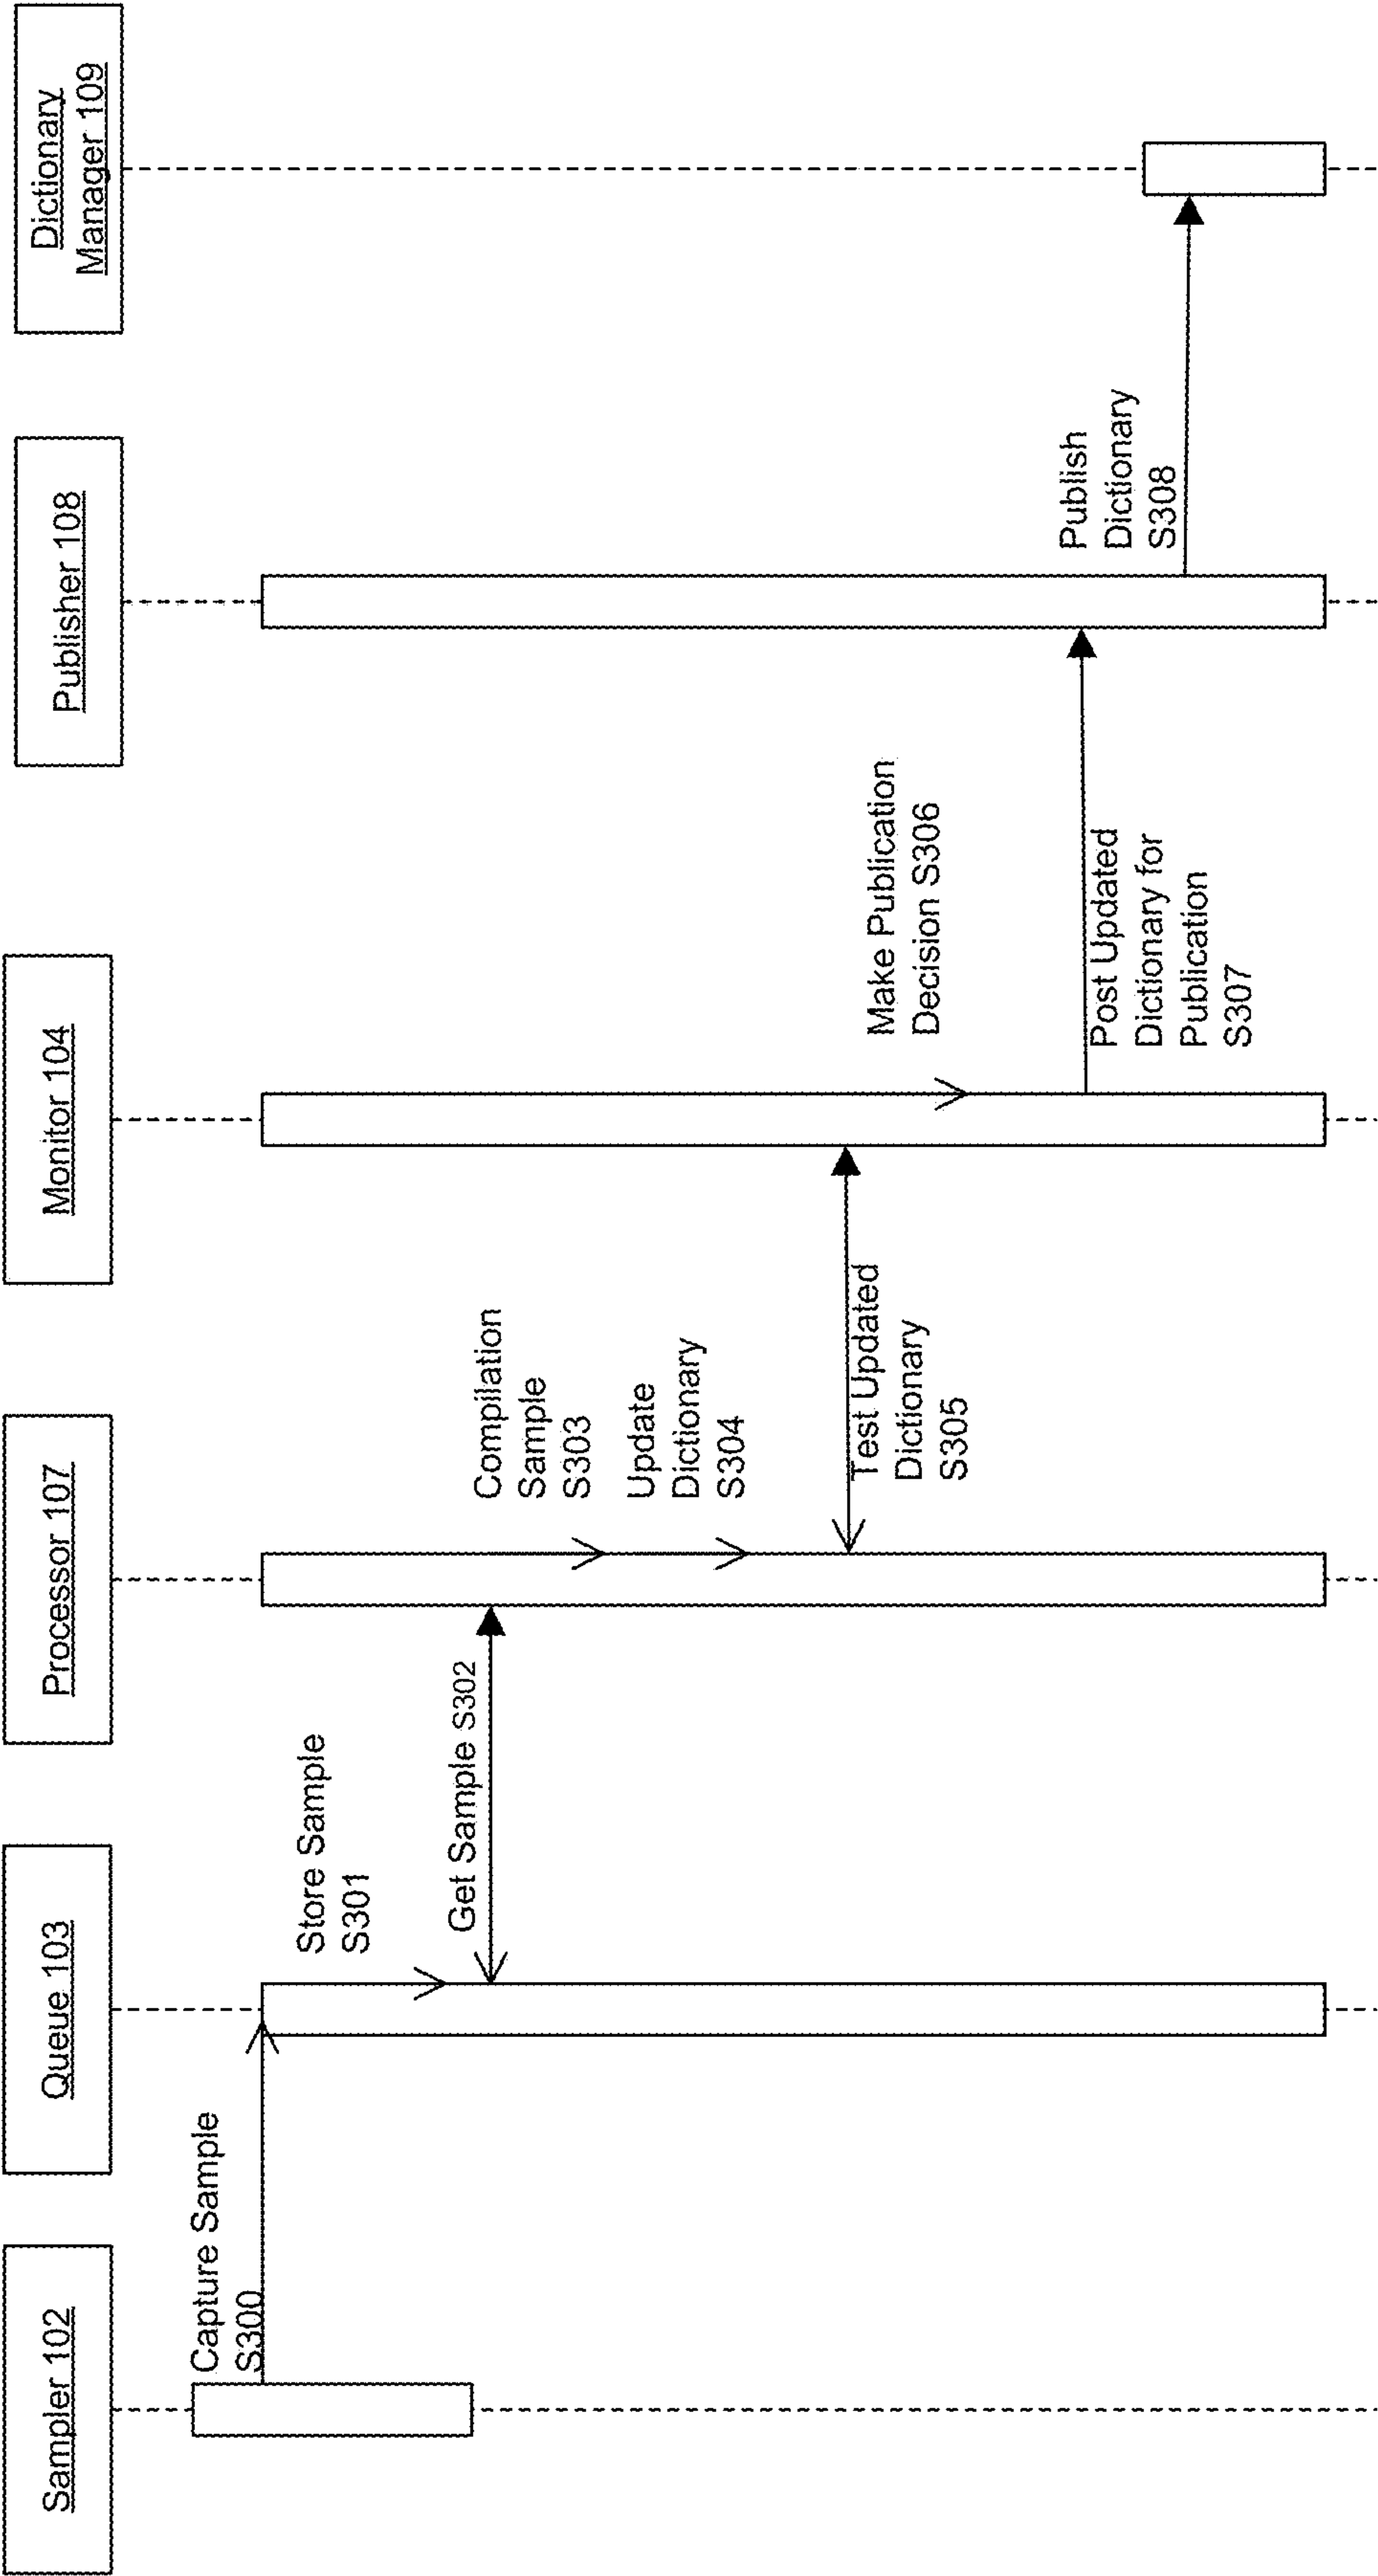 Sampler 102
Queue 103
Processor 107
Monitor 104
Publisher 108
Dictionary
Manager 109
Capture Sample
S300
Store Sample
S301
Get Sample S302
Compilation
Sample
S303
Update
Dictionary
S304
Test Updated
Dictionary
S305
Make Publication
Decision S306
Post Updated
Dictionary for
Publication
S307
Publish
Dictionary
S308